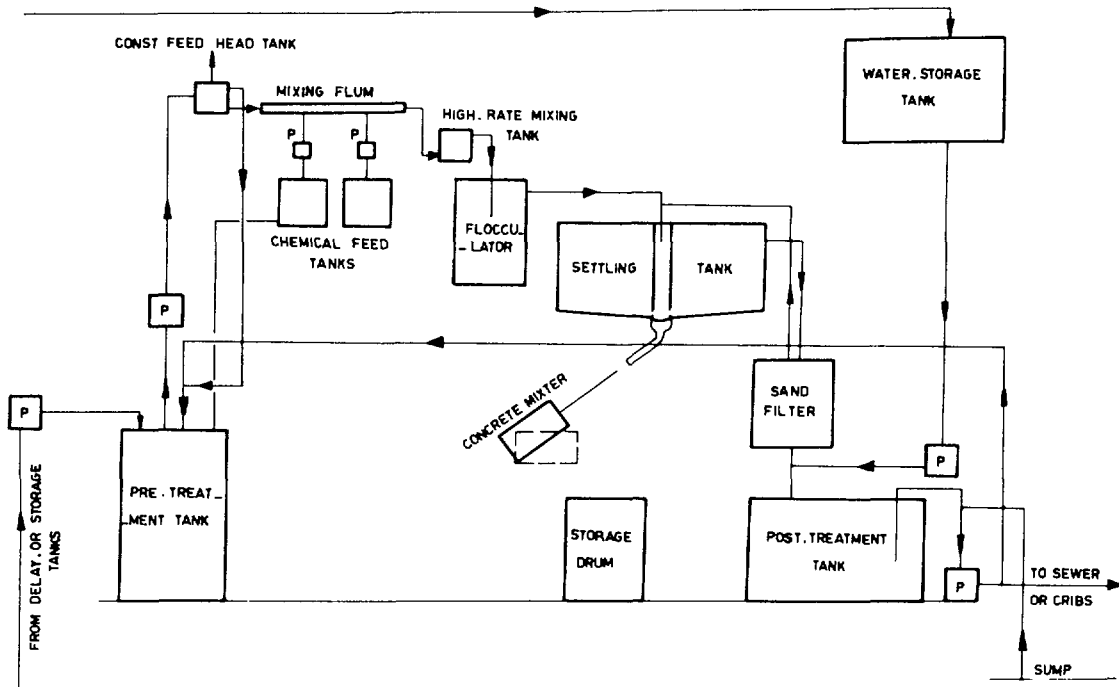 CONST FEED HEAD TANK
MIXING FLUM
HIGH. RATE MIXING
TANK
WATER. STORAGE
TANK
P
P
CHEMICAL FEED
TANKS
FLOCCU_
_LATOR
SETTLING
TANK
P
CONCRETE MIXTER
SAND
FILTER
P
P
PRE. TREAT_
_MENT TANK
FROM DELAY. OR STORAGE
TANKS
STORAGE
DRUM
POST. TREATMENT
TANK
P
TO SEWER
OR CRIBS
SUMP